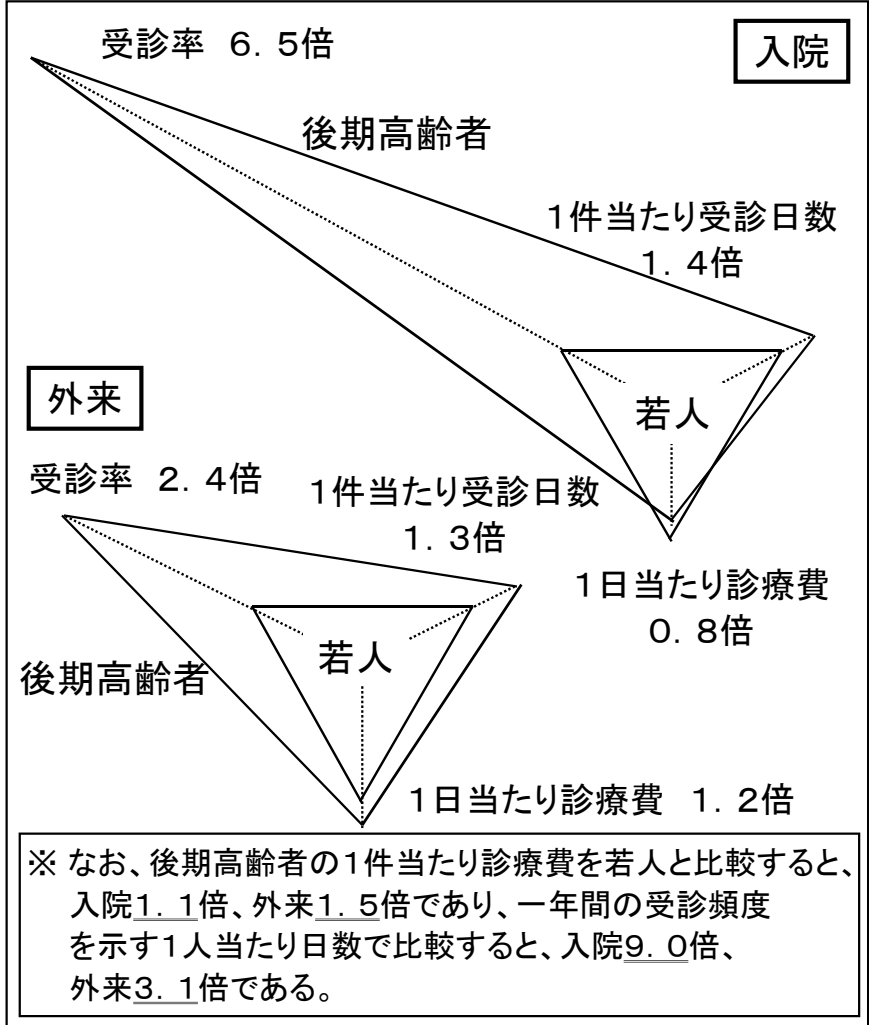 受診率 6.5倍
入院
後期高齢者
1件当たり受診日数
1.4倍
若人
1日当たり診療費
0.8倍
外来
受診率 2.4倍
1件当たり受診日数
1.3倍
若人
後期高齢者
1日当たり診療費 1.2倍
※ なお、後期高齢者の1件当たり診療費を若人と比較すると、
入院1.1倍、外来1.5倍であり、一年間の受診頻度
を示す1人当たり日数で比較すると、入院9.0倍、
外来3.1倍である。